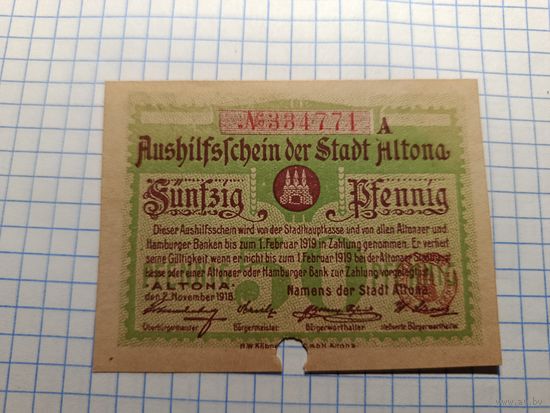 № 334771 A
Aushilfsschein der Stadt Altona
Fünfzig Pfennig
Dieser Aushilfsschein wird von der Stadthauptkasse und von allen Altonaer und
Hamburger Banken bis zum 1. Februar 1919 in Zahlung genommen. Er verliert
seine Gültigkeit wenn er nicht bis zum 1. Februar 1919 bei der Altonaer
kasse oder einer Altonaer oder Hamburger Bank zur Zahlung vorgelegt
ALTONA
den 2. November 1918.
Namens der Stadt Altona
Oberbürgermeister. Bürgermeister. Bürgerworthalter. stellvertr. Bürgerworthalter.
Altona
av.by